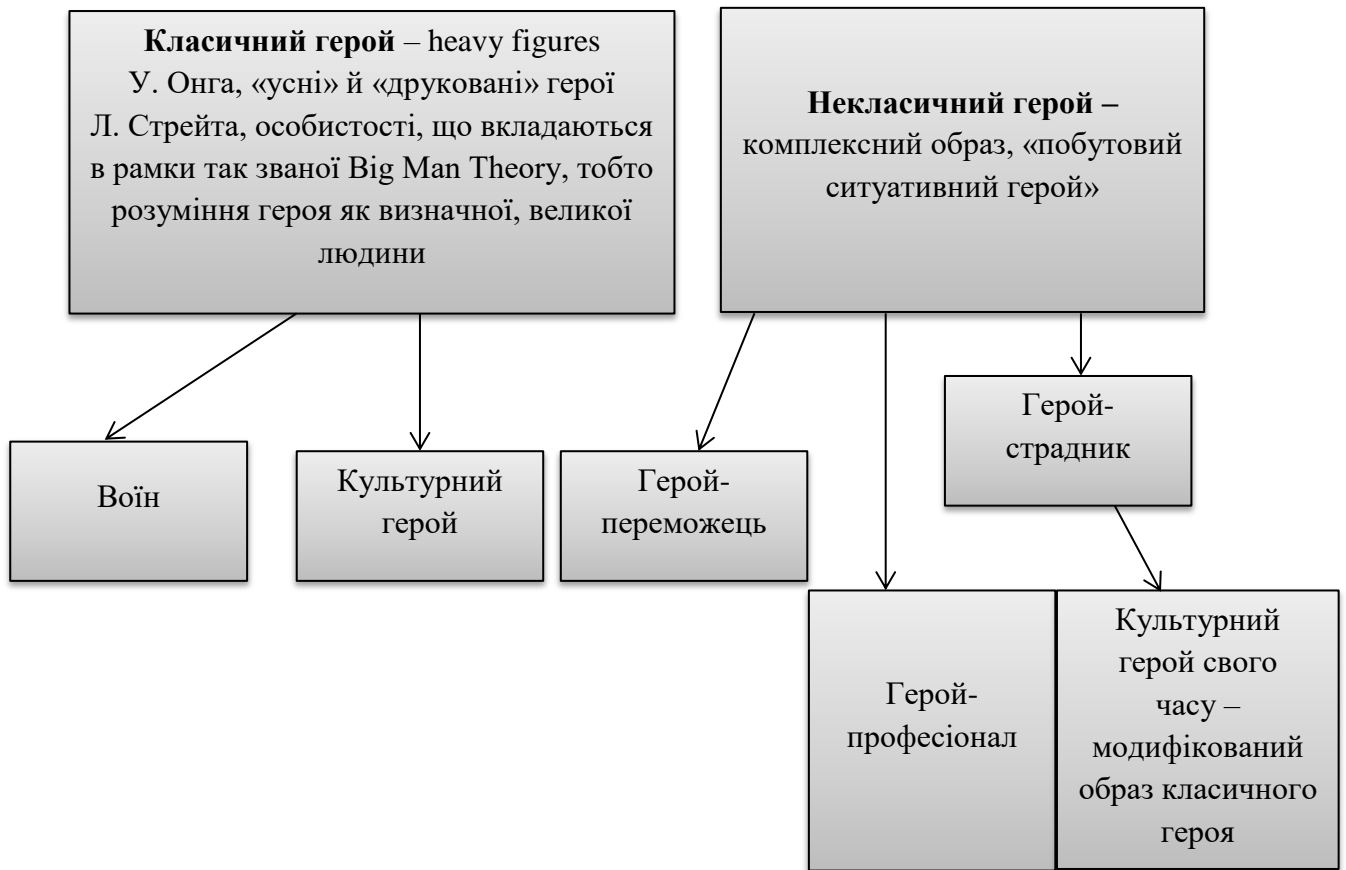 Класичний герой – heavy figures
У. Онга, «усні» й «друковані» герої
Л. Стрейта, особистості, що вкладаються
в рамки так званої Big Man Theory, тобто
розуміння героя як визначної, великої
людини
Некласичний герой –
комплексний образ, «побутовий
ситуативний герой»
Воїн
Культурний
герой
Герой-
переможець
Герой-
страдник
Герой-
професіонал
Культурний
герой свого
часу –
модифікований
образ класичного
героя